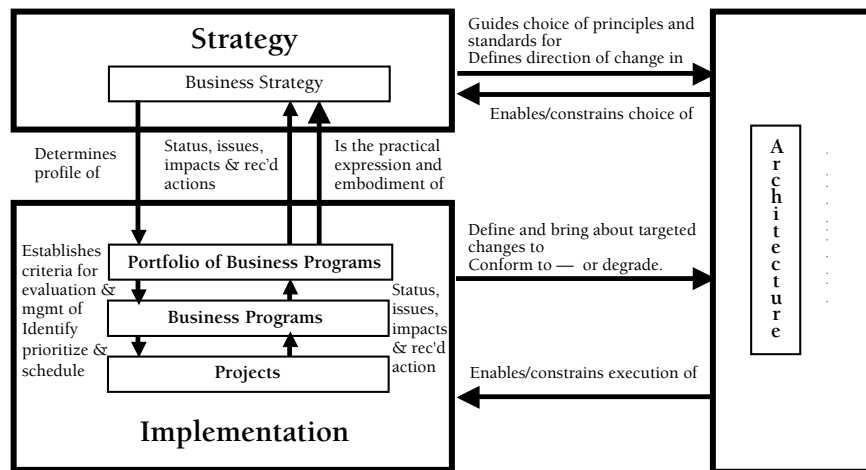 Strategy
Business Strategy
Guides choice of principles and
standards for
Defines direction of change in
Enables/constrains choice of
Determines
profile of
Status, issues,
impacts & rec'd
actions
Is the practical
expression and
embodiment of
Architecture
Establishes
criteria for
evaluation &
mgmt of
Identify
prioritize &
schedule
Portfolio of Business Programs
Business Programs
Projects
Status,
issues,
impacts
& rec'd
action
Define and bring about targeted
changes to
Conform to — or degrade.
Enables/constrains execution of
Implementation